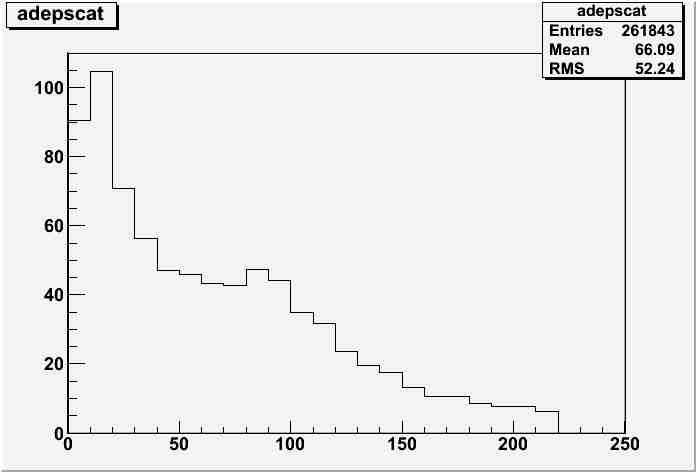 adepscat
adepscat
Entries 261843
Mean 66.09
RMS 52.24
100
80
60
40
20
0
0 50 100 150 200 250